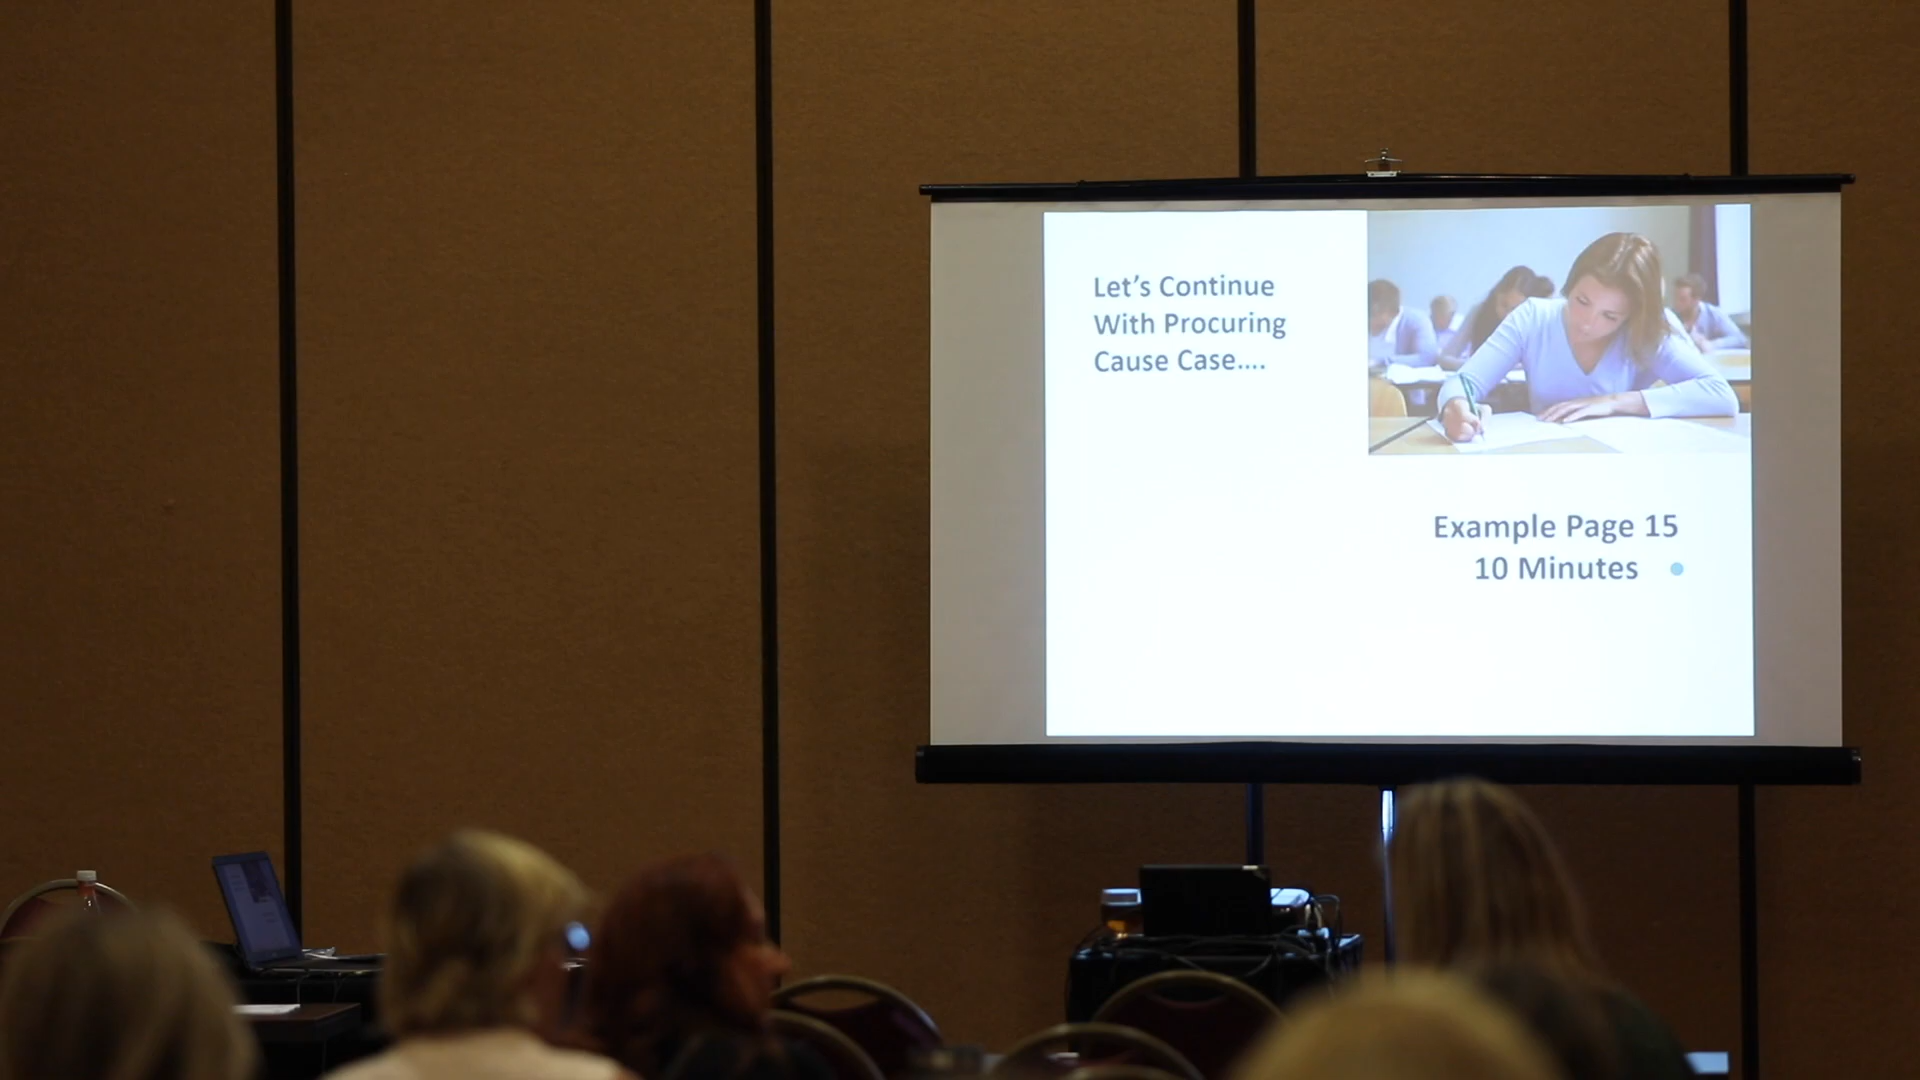 Let’s Continue
With Procuring
Cause Case....
Example Page 15
10 Minutes